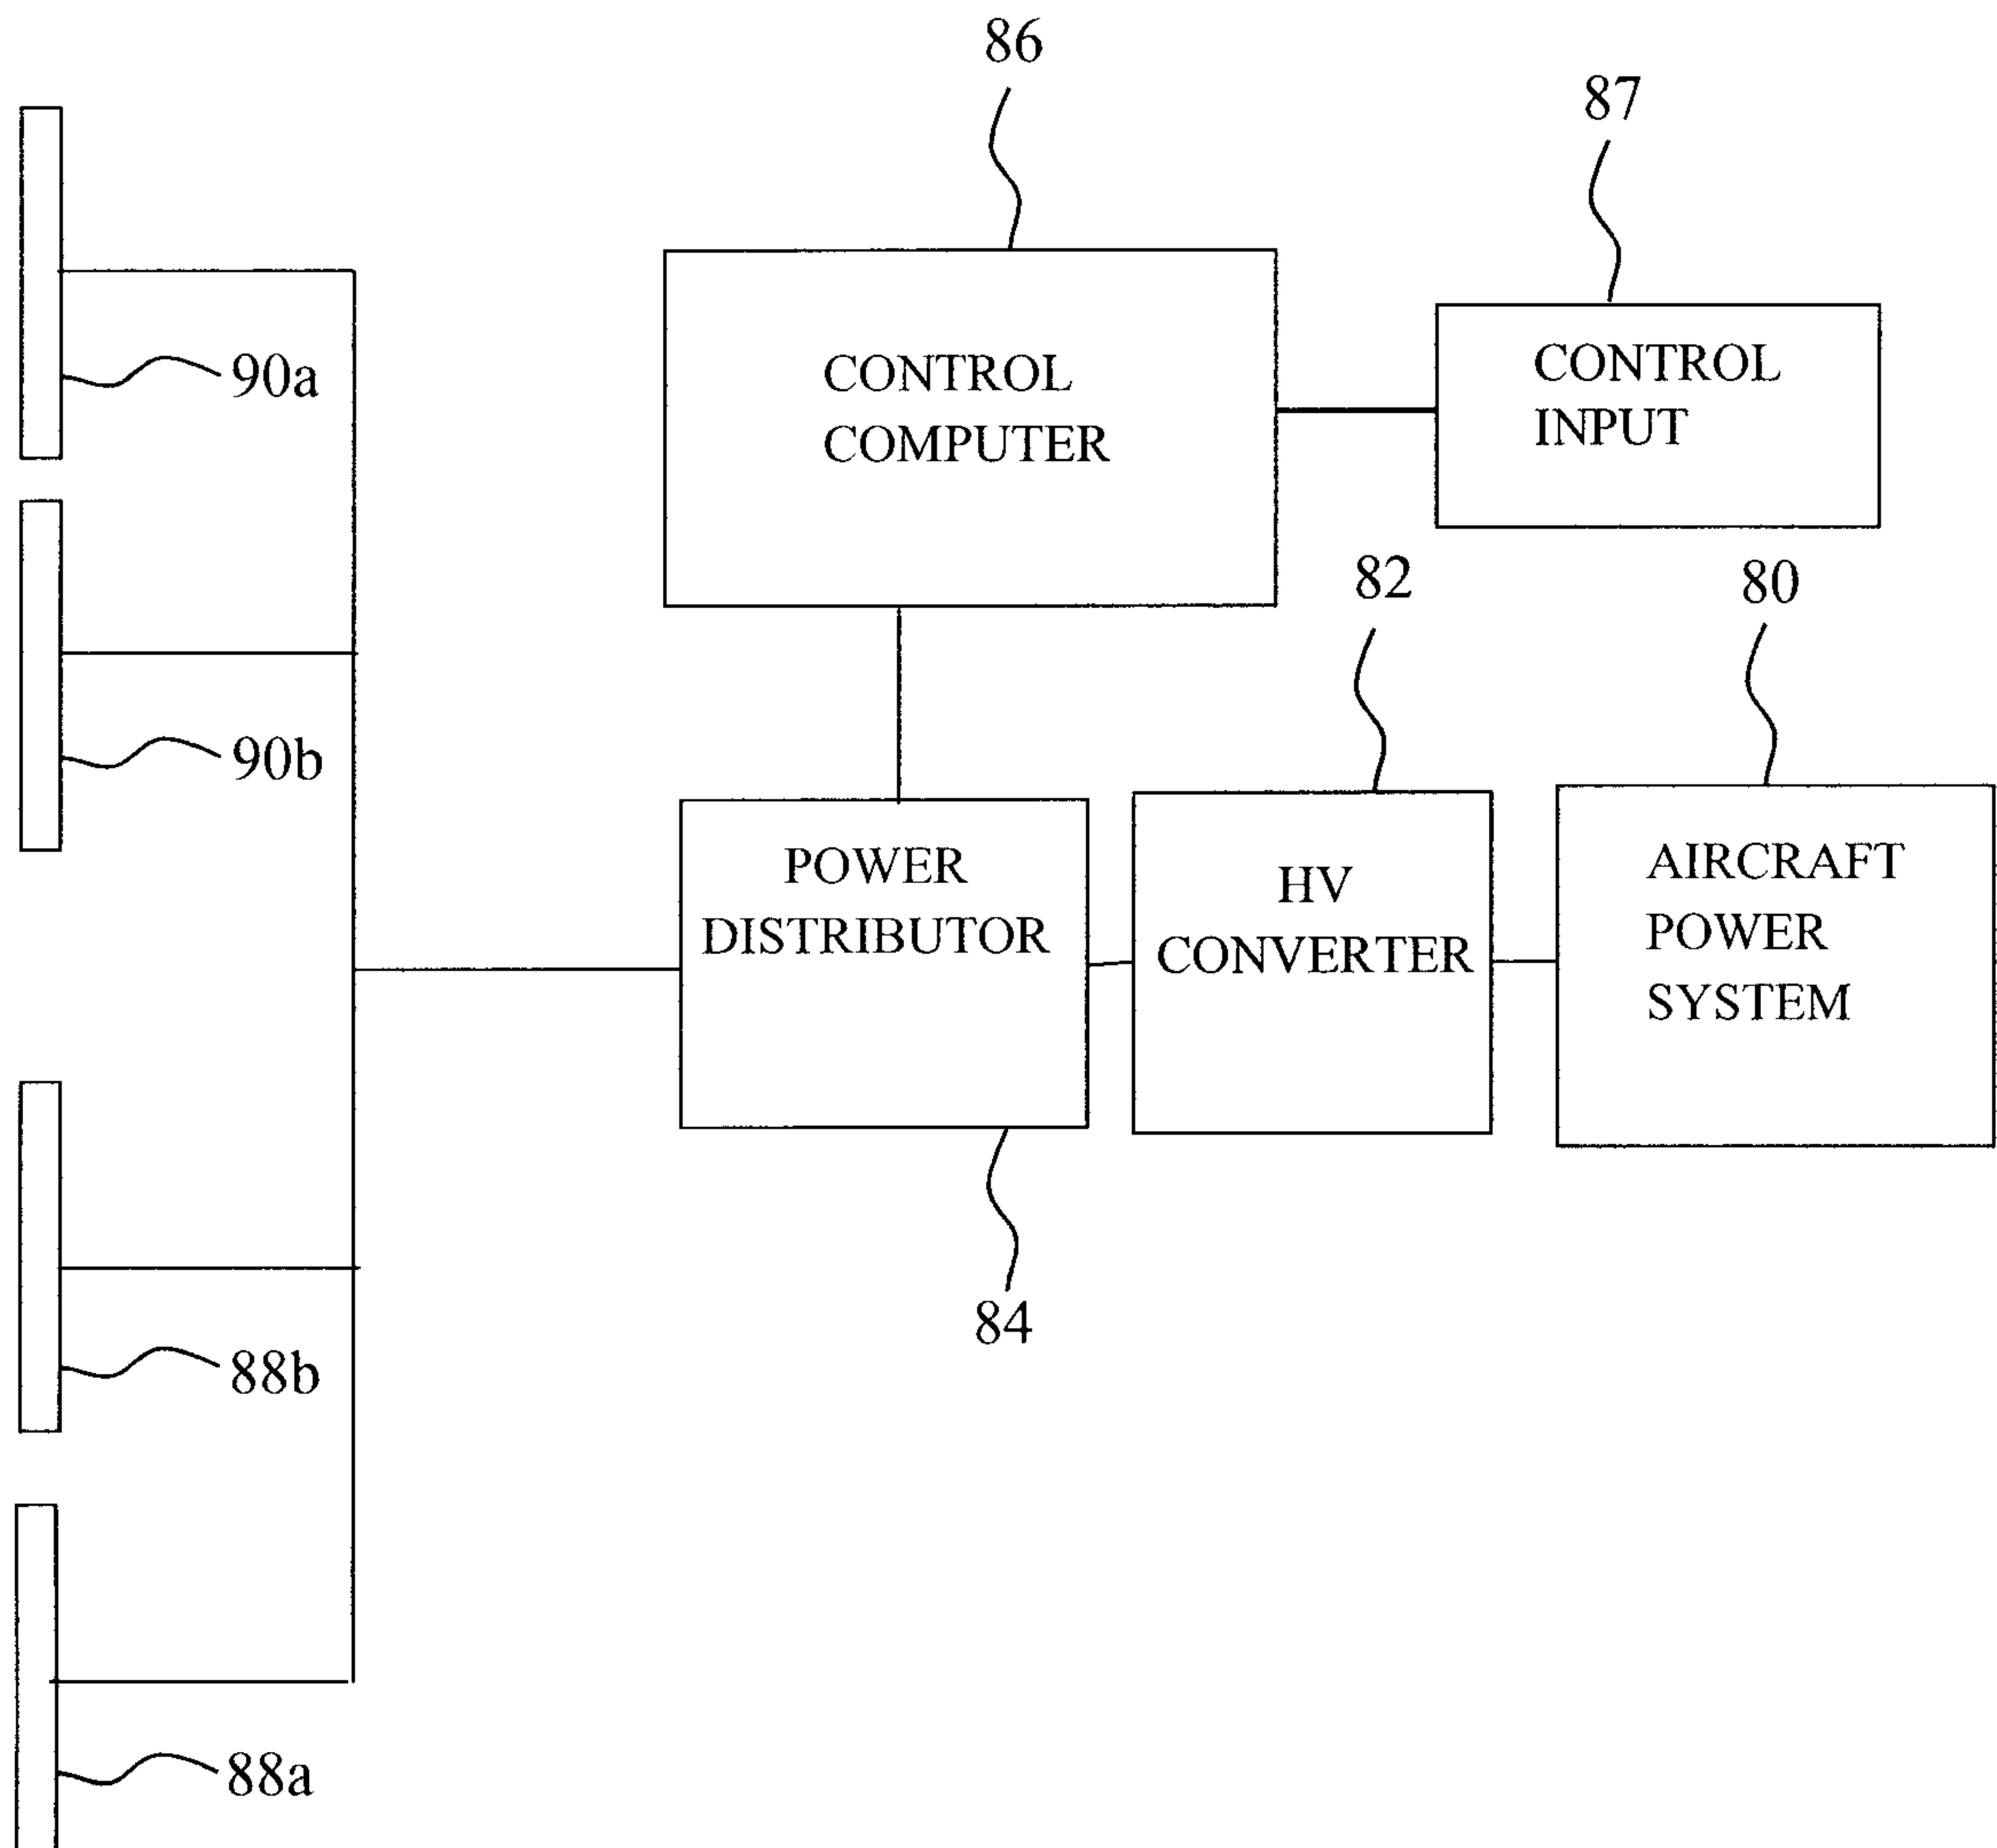 86
87
90a
CONTROL
COMPUTER
CONTROL
INPUT
82
80
90b
POWER
DISTRIBUTOR
HV
CONVERTER
AIRCRAFT
POWER
SYSTEM
84
88b
88a